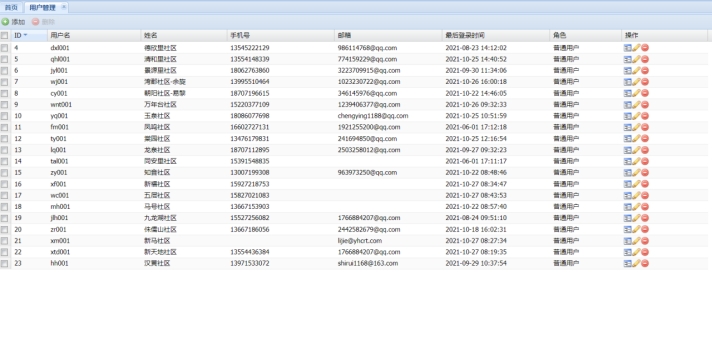 首页 用户管理
添加 删除
ID 用户名 姓名 手机号 邮箱 最后登录时间 角色 操作
4 dxl001 德欣里社区 13545222129 986114768@qq.com 2021-08-23 14:12:02 普通用户
5 qhl001 清和里社区 13554148339 774159229@qq.com 2021-10-25 14:40:52 普通用户
6 jyl001 景源里社区 18062763860 3223709915@qq.com 2021-09-30 11:34:06 普通用户
7 wj001 湾都社区-余旋 13995510464 1023230722@qq.com 2021-10-26 16:00:18 普通用户
8 cy001 朝阳社区-易黎 18707196615 346145976@qq.com 2021-10-22 14:46:05 普通用户
9 wnt001 万年台社区 15220377109 1239406377@qq.com 2021-10-26 09:32:33 普通用户
10 yq001 玉泰社区 18086077698 chengying1188@qq.com 2021-10-25 10:51:59 普通用户
11 fm001 凤鸣社区 16602727131 1921255200@qq.com 2021-06-01 17:12:18 普通用户
12 ty001 棠园社区 13476179831 241694850@qq.com 2021-10-25 12:16:54 普通用户
13 lq001 龙泉社区 18707112895 2503258012@qq.com 2021-09-27 09:32:23 普通用户
14 tal001 同安里社区 15391548835 2021-06-01 17:11:17 普通用户
15 zy001 知音社区 13007199308 963973250@qq.com 2021-10-22 08:48:46 普通用户
16 xf001 新福社区 15927218753 2021-10-27 08:34:47 普通用户
17 wc001 五周社区 15827021083 2021-10-27 08:43:53 普通用户
18 mh001 马号社区 13667153903 2021-10-22 08:57:40 普通用户
19 jlh001 九龙湖社区 15527256082 1766884207@qq.com 2021-08-24 09:51:10 普通用户
20 zr001 侏儒山社区 13667186056 2442582679@qq.com 2021-10-18 16:02:31 普通用户
21 xm001 新马社区 lijie@yhcrt.com 2021-10-27 08:27:34 普通用户
22 xtd001 新天地社区 13554436384 1766884207@qq.com 2021-10-27 08:19:35 普通用户
23 hh001 汉黄社区 13971533072 shirui1168@163.com 2021-09-29 10:37:54 普通用户